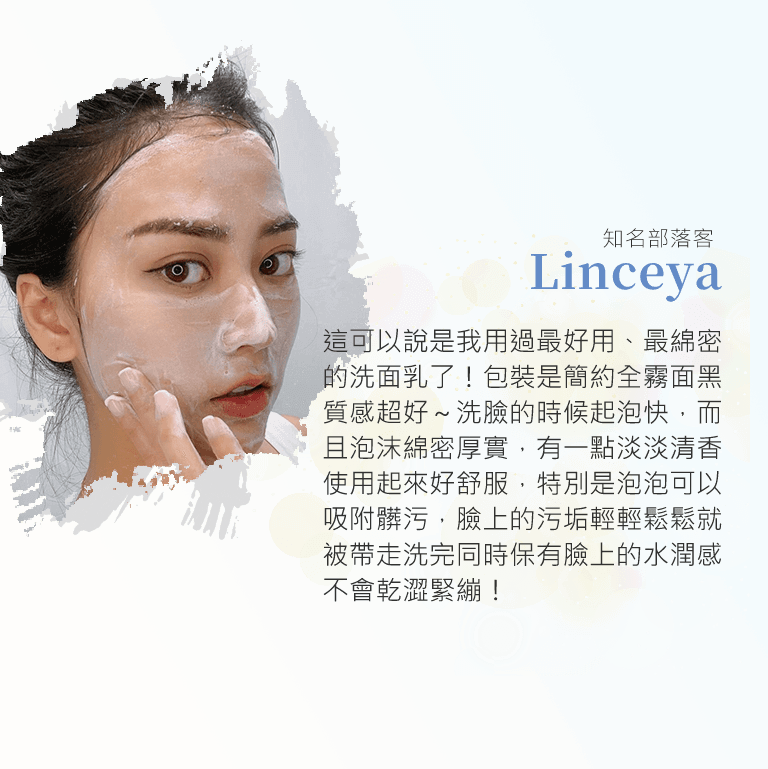 知名部落客
Linceya
這可以說是我用過最好用、最綿密
的洗面乳了！包裝是簡約全霧面黑
質感超好～洗臉的時候起泡快，而
且泡沫綿密厚實，有一點淡淡清香
使用起來好舒服，特別是泡泡可以
吸附髒污，臉上的污垢輕輕鬆鬆就
被帶走洗完同時保有臉上的水潤感
不會乾澀緊繃！